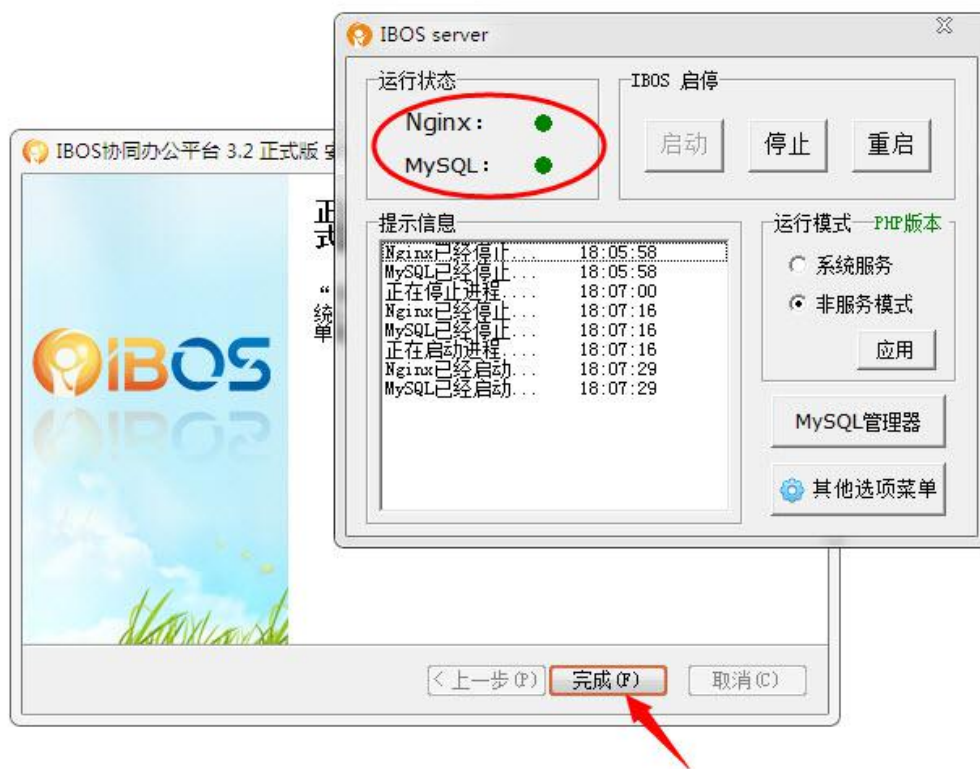 IBOS server
运行状态
Nginx：
MySQL：
IBOS 启停
启动
停止
重启
IBOS协同办公平台 3.2 正式版 安
正
式
“
统
单
IBOS
提示信息
Nginx已经停止... 18:05:58
MySQL已经停止... 18:05:58
正在停止进程.... 18:07:00
Nginx已经停止... 18:07:16
MySQL已经停止... 18:07:16
正在启动进程.... 18:07:16
Nginx已经启动... 18:07:29
MySQL已经启动... 18:07:29
运行模式
PHP版本
系统服务
非服务模式
应用
MySQL管理器
其他选项菜单
< 上一步(P)
完成(F)
取消(C)